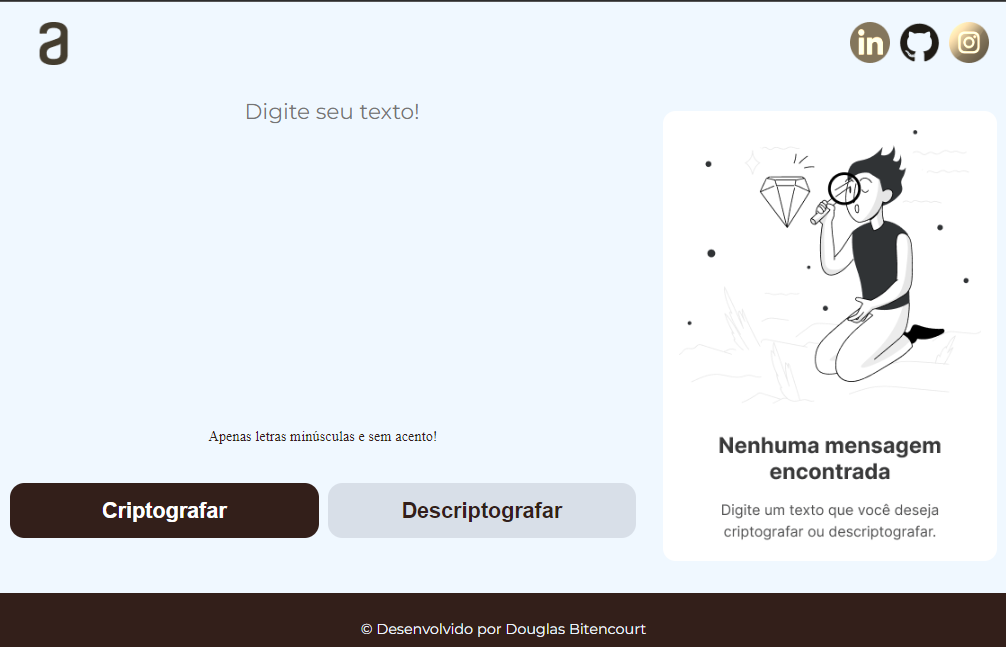 a
in
Digite seu texto!
Apenas letras minúsculas e sem acento!
Criptografar
Descriptografar
Nenhuma mensagem
encontrada
Digite um texto que você deseja
criptografar ou descriptografar.
© Desenvolvido por Douglas Bitencourt